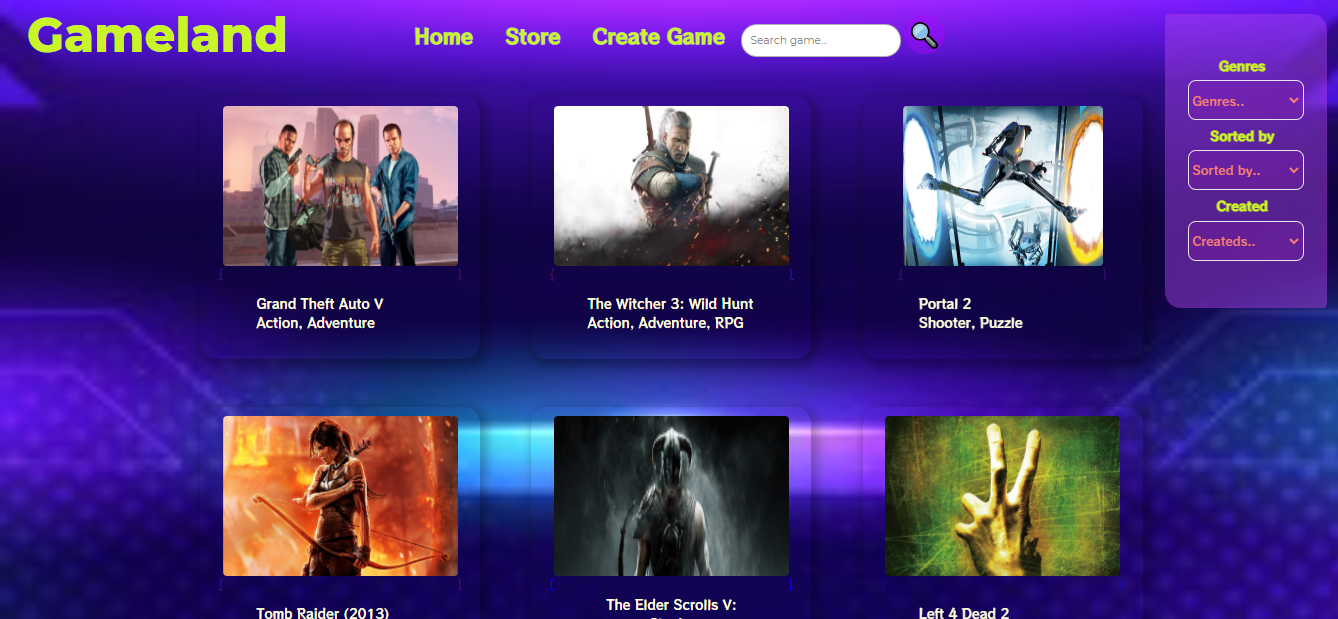 Gameland
Home
Store
Create Game
Search game...
Genres
Genres..
Sorted by
Sorted by..
Created
Createds..
Grand Theft Auto V
Action, Adventure
The Witcher 3: Wild Hunt
Action, Adventure, RPG
Portal 2
Shooter, Puzzle
Tomb Raider (2013)
The Elder Scrolls V:
Left 4 Dead 2